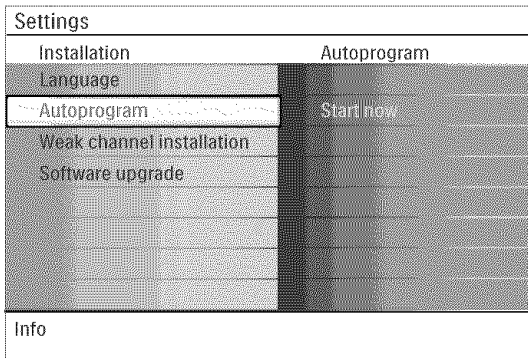 Settings
Installation Autoprogram
Language
Autoprogram Start now
Weak channel installation
Software upgrade
Info